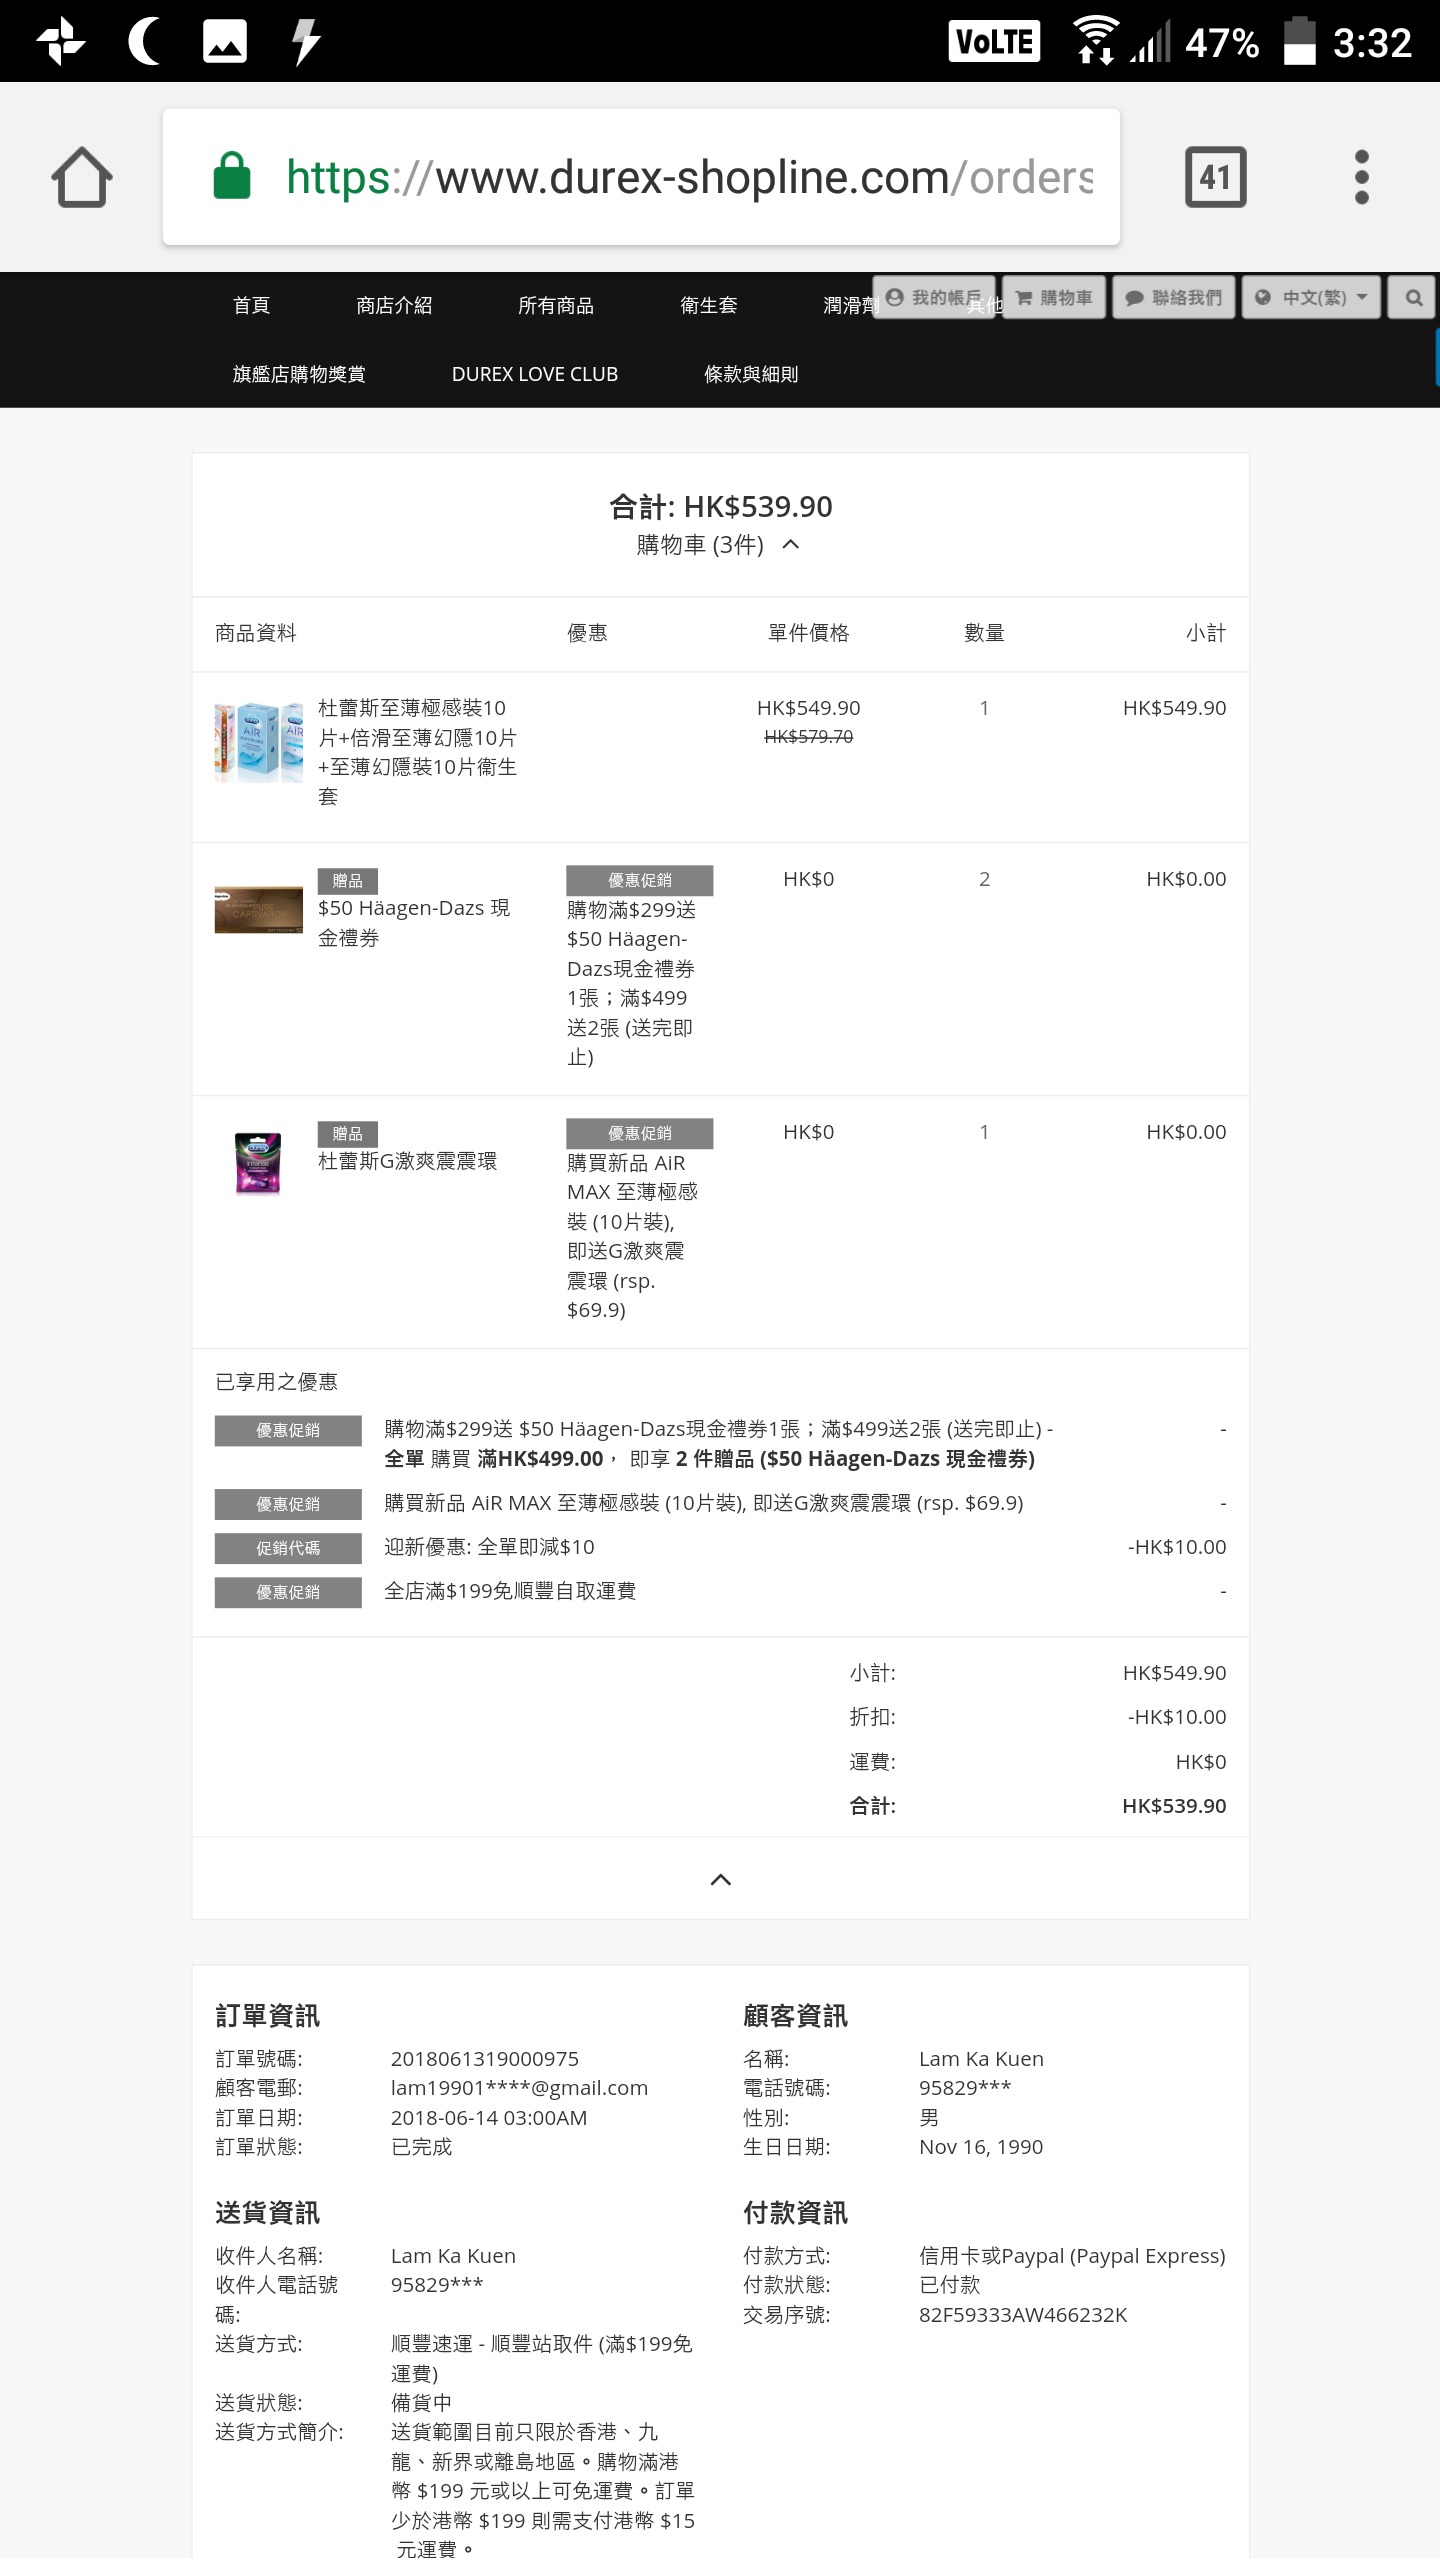 VoLTE 47% 3:32
https://www.durex-shopline.com/orders
41
首頁 商店介紹 所有商品 衛生套 潤滑劑 其他
我的帳戶 購物車 聯絡我們 中文(繁)
旗艦店購物獎賞 DUREX LOVE CLUB 條款與細則
合計: HK$539.90
購物車 (3件)
商品資料 優惠 單件價格 數量 小計
杜蕾斯至薄極感裝10 HK$549.90 1 HK$549.90
片+倍滑至薄幻隱10片 HK$579.70
+至薄幻隱裝10片衞生
套
贈品 優惠促銷 HK$0 2 HK$0.00
$50 Häagen-Dazs 現 購物滿$299送
金禮券 $50 Häagen-
Dazs現金禮券
1張；滿$499
送2張 (送完即
止)
贈品 優惠促銷 HK$0 1 HK$0.00
杜蕾斯G激爽震震環 購買新品 AiR
MAX 至薄極感
裝 (10片裝),
即送G激爽震
震環 (rsp.
$69.9)
已享用之優惠
優惠促銷 購物滿$299送 $50 Häagen-Dazs現金禮券1張；滿$499送2張 (送完即止) - -
全單 購買 滿HK$499.00， 即享 2 件贈品 ($50 Häagen-Dazs 現金禮券)
優惠促銷 購買新品 AiR MAX 至薄極感裝 (10片裝), 即送G激爽震震環 (rsp. $69.9) -
促銷代碼 迎新優惠: 全單即減$10 -HK$10.00
優惠促銷 全店滿$199免順豐自取運費 -
小計: HK$549.90
折扣: -HK$10.00
運費: HK$0
合計: HK$539.90
訂單資訊
訂單號碼: 2018061319000975
顧客電郵: lam19901****@gmail.com
訂單日期: 2018-06-14 03:00AM
訂單狀態: 已完成
顧客資訊
名稱: Lam Ka Kuen
電話號碼: 95829***
性別: 男
生日日期: Nov 16, 1990
送貨資訊
收件人名稱: Lam Ka Kuen
收件人電話號 95829***
碼:
送貨方式: 順豐速運 - 順豐站取件 (滿$199免
運費)
送貨狀態: 備貨中
送貨方式簡介: 送貨範圍目前只限於香港、九
龍、新界或離島地區。購物滿港
幣 $199 元或以上可免運費。訂單
少於港幣 $199 則需支付港幣 $15
元運費。
付款資訊
付款方式: 信用卡或Paypal (Paypal Express)
付款狀態: 已付款
交易序號: 82F59333AW466232K